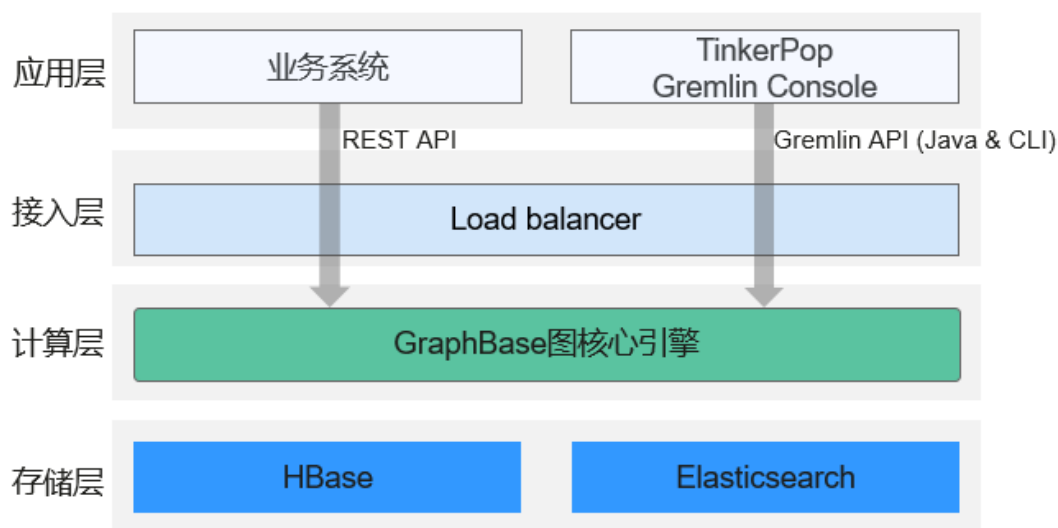 应用层
业务系统
TinkerPop
Gremlin Console
REST API
Gremlin API (Java & CLI)
接入层
Load balancer
计算层
GraphBase图核心引擎
存储层
HBase
Elasticsearch